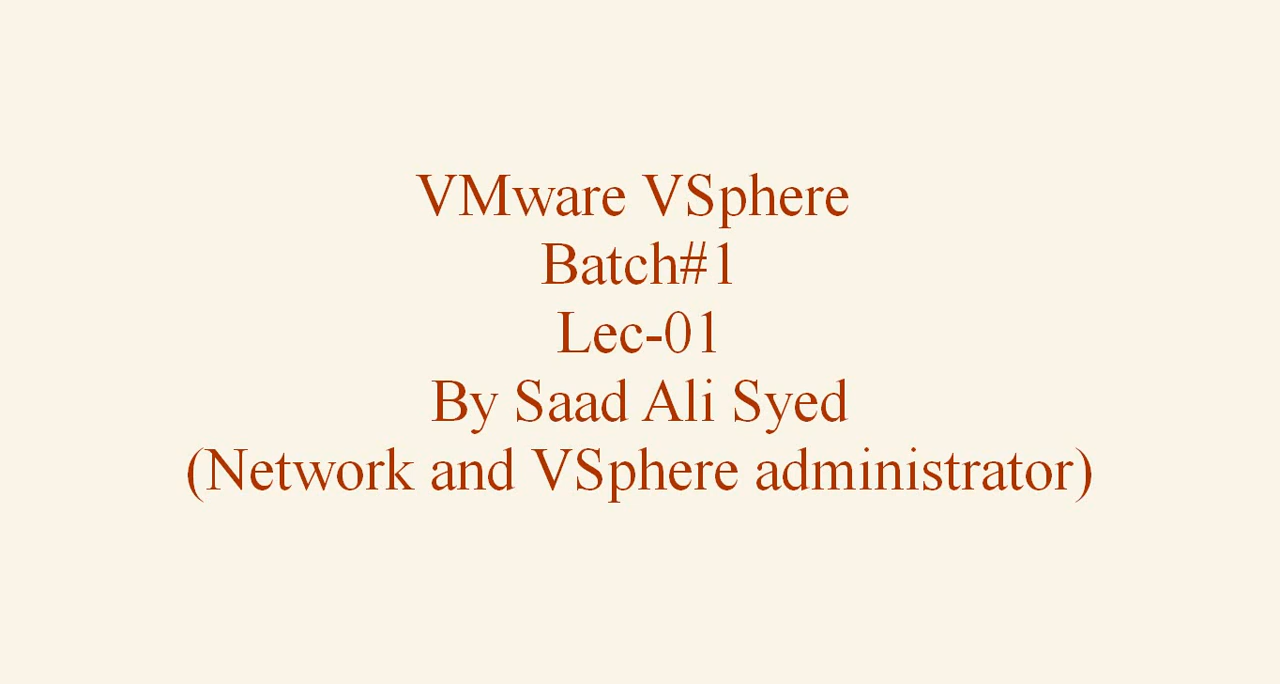 VMware VSphere
Batch#1
Lec-01
By Saad Ali Syed
(Network and VSphere administrator)